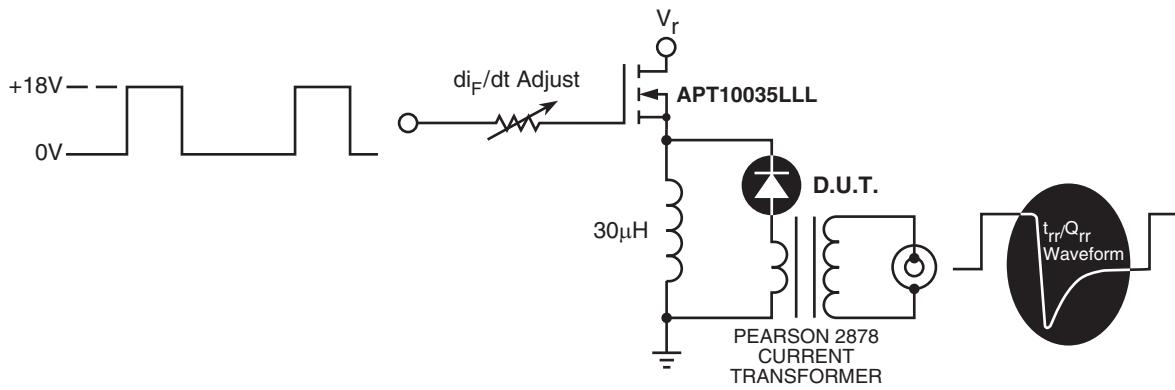 V_r
+18V
di_F/dt Adjust
APT10035LLL
0V
D.U.T.
30μH
t_rr/Q_rr
Waveform
PEARSON 2878
CURRENT
TRANSFORMER